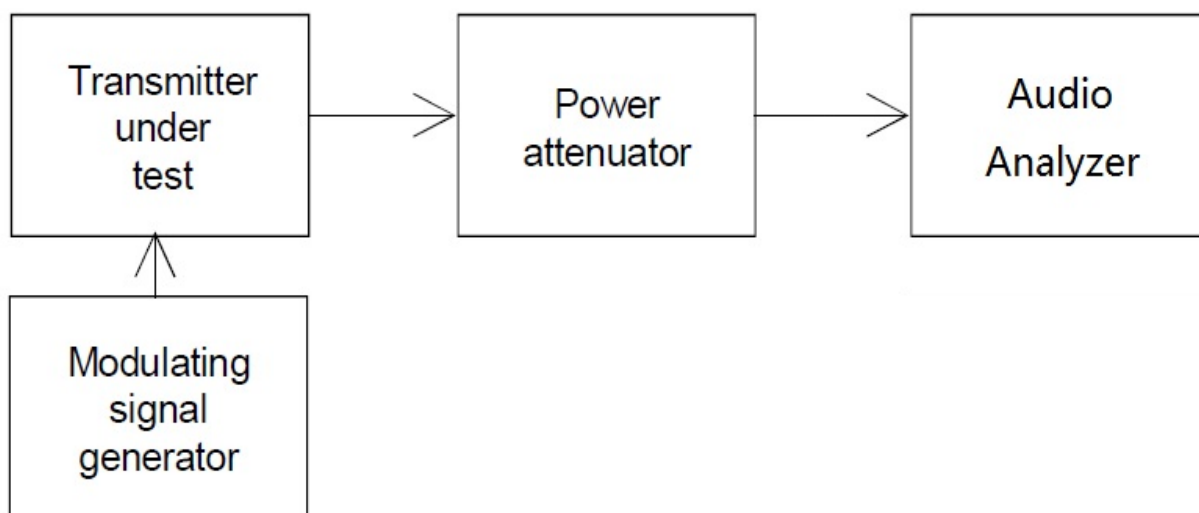 Transmitter
under
test
Power
attenuator
Audio
Analyzer
Modulating
signal
generator